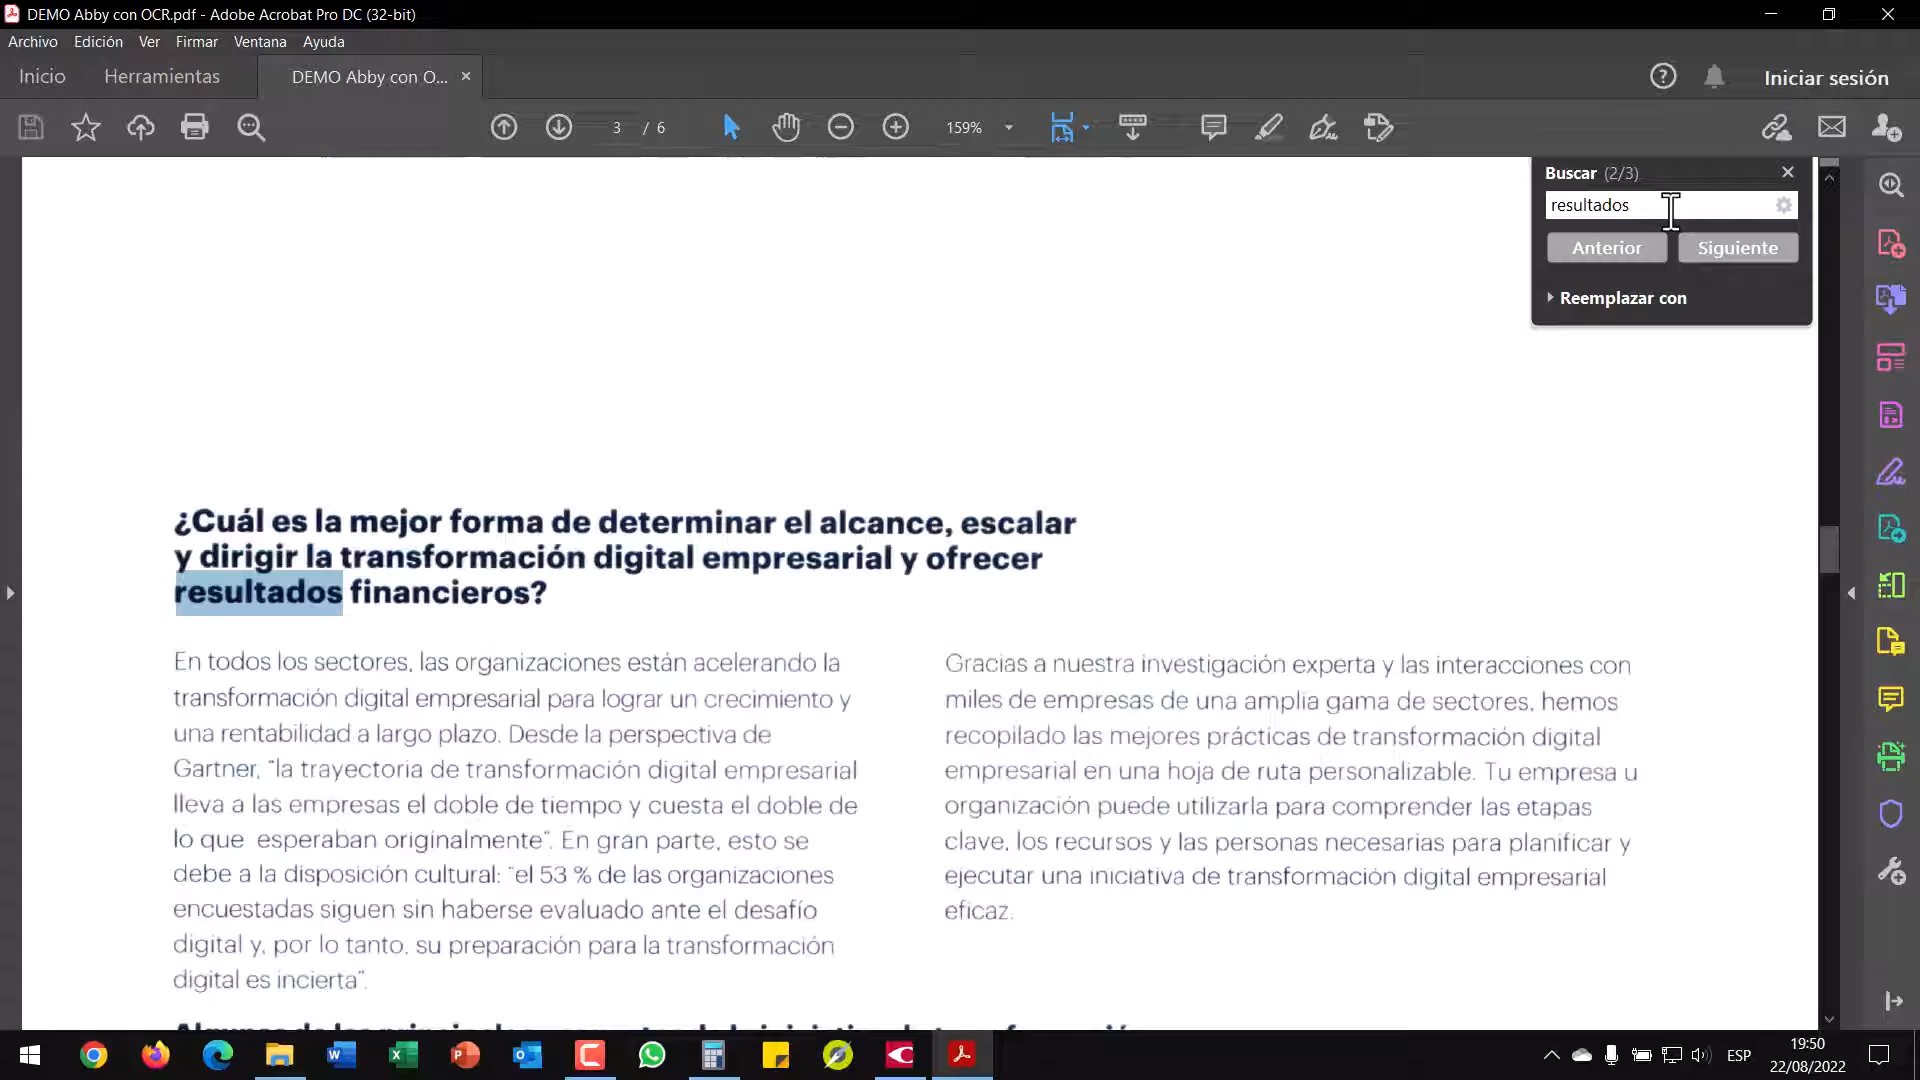 DEMO Abby con OCR.pdf - Adobe Acrobat Pro DC (32-bit)
Archivo Edición Ver Firmar Ventana Ayuda
Inicio Herramientas DEMO Abby con O... × Iniciar sesión
3 / 6 159%
Buscar (2/3)
resultados
Anterior Siguiente
Reemplazar con
¿Cuál es la mejor forma de determinar el alcance, escalar
y dirigir la transformación digital empresarial y ofrecer
resultados financieros?
En todos los sectores, las organizaciones están acelerando la
transformación digital empresarial para lograr un crecimiento y
una rentabilidad a largo plazo. Desde la perspectiva de
Gartner, “la trayectoria de transformación digital empresarial
lleva a las empresas el doble de tiempo y cuesta el doble de
lo que esperaban originalmente”. En gran parte, esto se
debe a la disposición cultural: “el 53 % de las organizaciones
encuestadas siguen sin haberse evaluado ante el desafío
digital y, por lo tanto, su preparación para la transformación
digital es incierta”.
Gracias a nuestra investigación experta y las interacciones con
miles de empresas de una amplia gama de sectores, hemos
recopilado las mejores prácticas de transformación digital
empresarial en una hoja de ruta personalizable. Tu empresa u
organización puede utilizarla para comprender las etapas
clave, los recursos y las personas necesarias para planificar y
ejecutar una iniciativa de transformación digital empresarial
eficaz.
ESP
19:50
22/08/2022